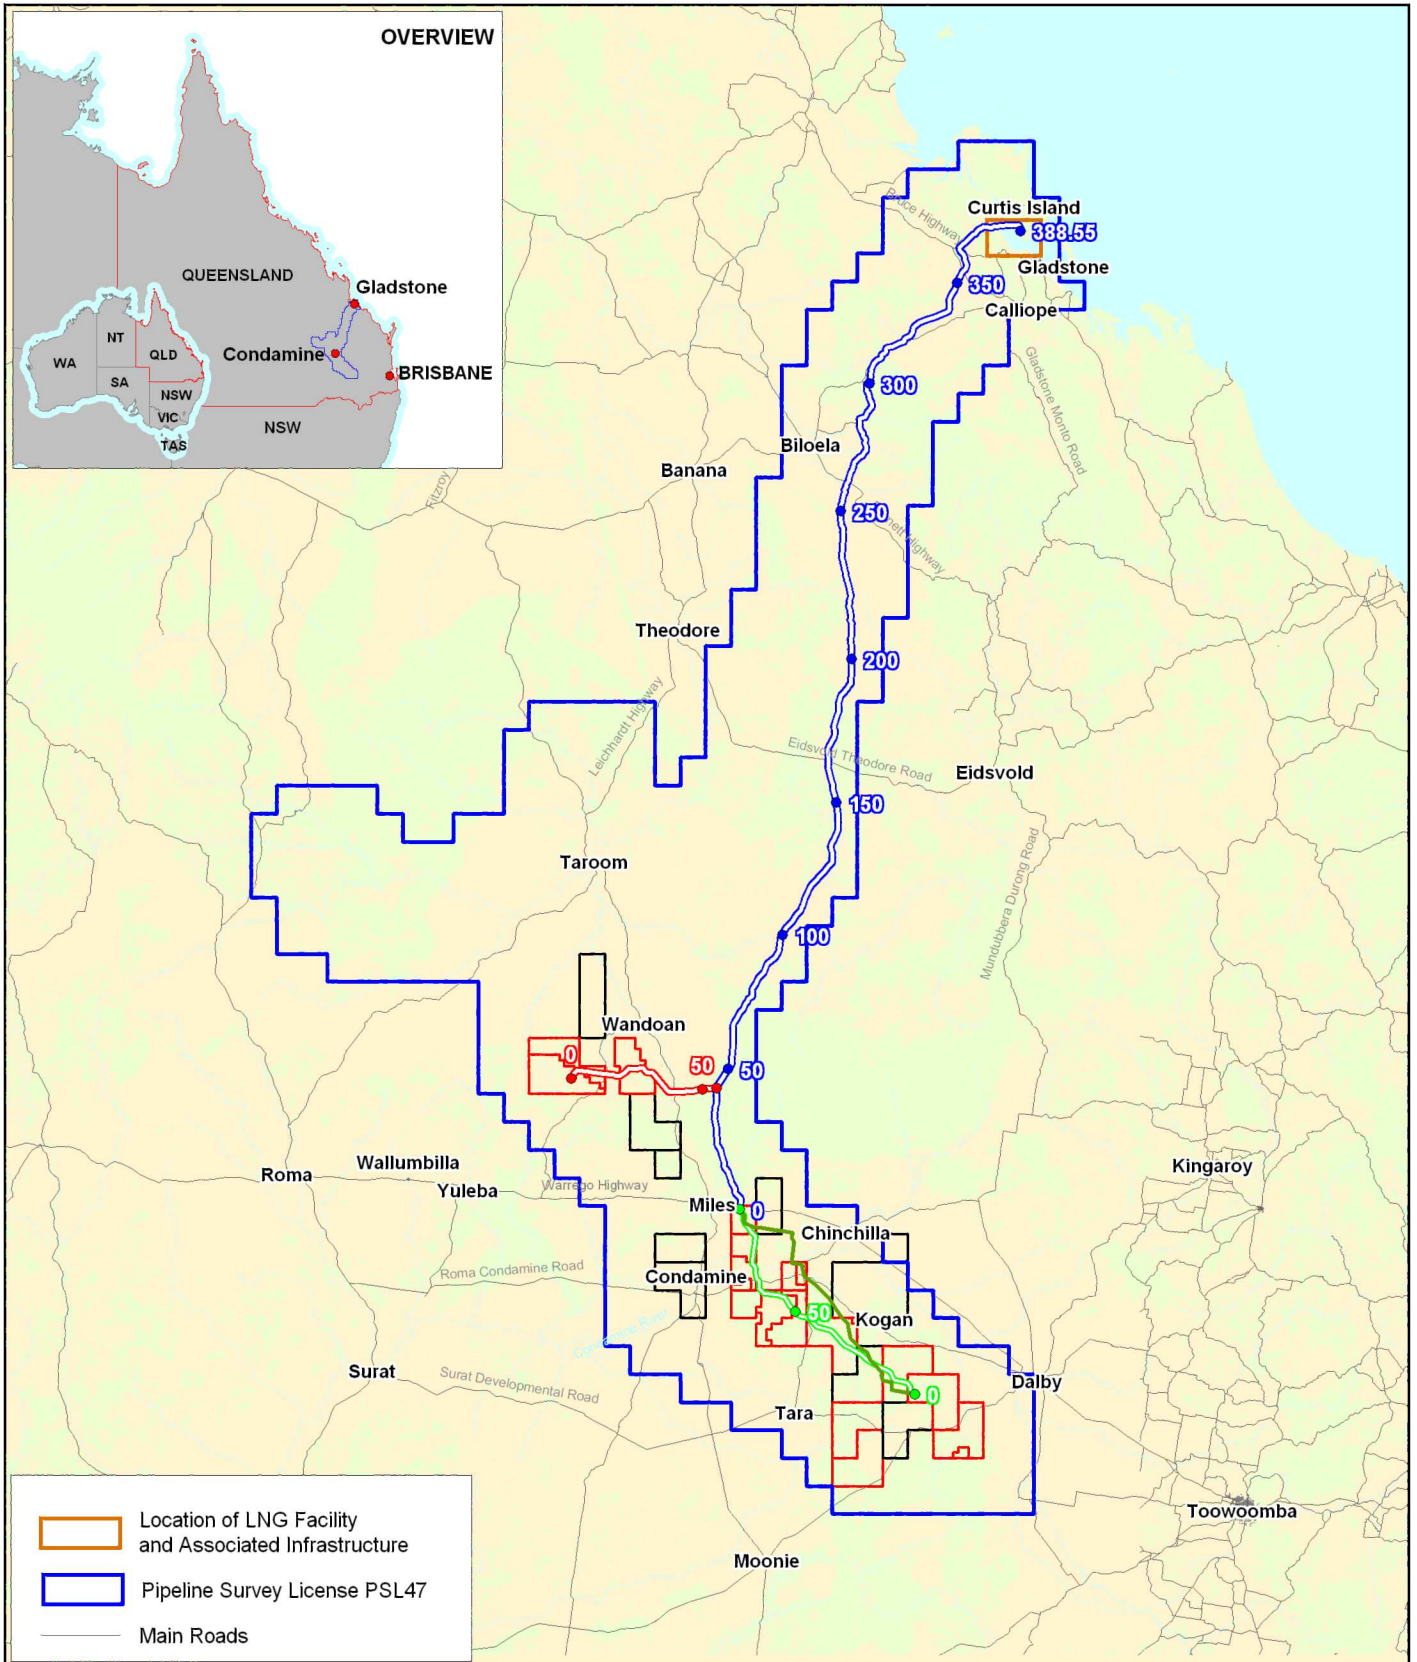 OVERVIEW
QUEENSLAND
Gladstone
Condamine
BRISBANE
NT
WA
QLD
SA
NSW
VIC
TAS
NSW
Bruce Highway
Curtis Island
388.55
Gladstone
350
Calliope
Gladstone Monto Road
300
Biloela
Banana
Fitzroy
250
nett Highway
Theodore
200
Leichhardt Highway
Eidsvold Theodore Road
Eidsvold
150
Taroom
Mundubbera Durong Road
100
Wandoan
0
50
50
Kingaroy
Wallumbilla
Roma
Yuleba
Warrego Highway
Miles
0
Chinchilla
Roma Condamine Road
Condamine
50
Kogan
Condamine River
Surat
Surat Developmental Road
Dalby
0
Tara
Toowoomba
Moonie
Location of LNG Facility
and Associated Infrastructure
Pipeline Survey License PSL47
Main Roads